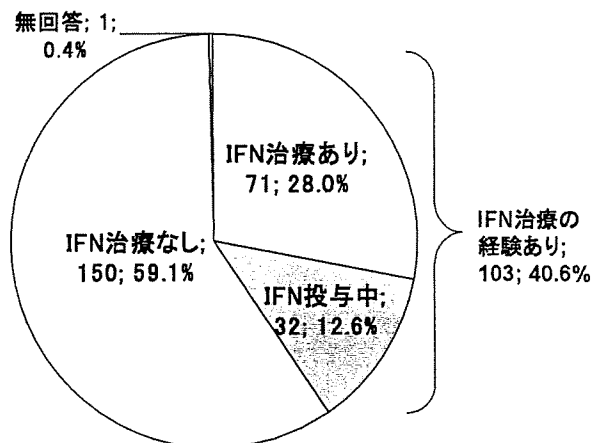 無回答; 1;
0.4%
IFN治療あり;
71; 28.0%
IFN治療なし;
150; 59.1%
IFN投与中;
32; 12.6%
IFN治療の
経験あり;
103; 40.6%